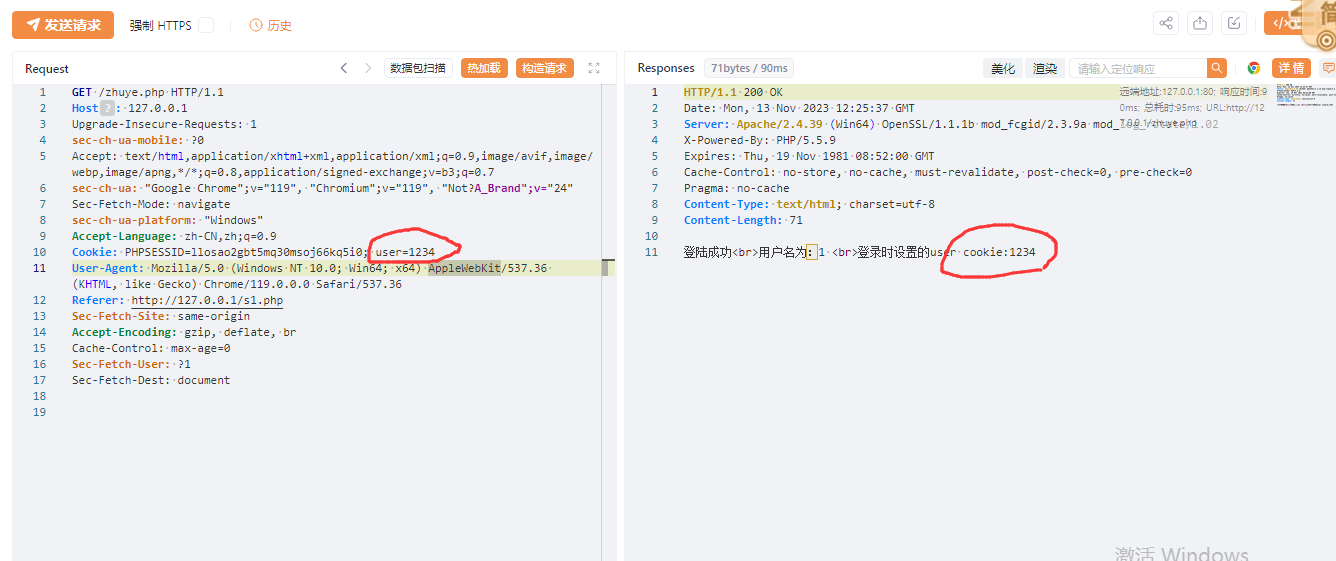 发送请求 强制 HTTPS 历史
Request 数据包扫描 热加载 构造请求
1 GET /zhuye.php HTTP/1.1
2 Host ? : 127.0.0.1
3 Upgrade-Insecure-Requests: 1
4 sec-ch-ua-mobile: ?0
5 Accept: text/html,application/xhtml+xml,application/xml;q=0.9,image/avif,image/
webp,image/apng,*/*;q=0.8,application/signed-exchange;v=b3;q=0.7
6 sec-ch-ua: "Google Chrome";v="119", "Chromium";v="119", "Not?A_Brand";v="24"
7 Sec-Fetch-Mode: navigate
8 sec-ch-ua-platform: "Windows"
9 Accept-Language: zh-CN,zh;q=0.9
10 Cookie: PHPSESSID=llosao2gbt5mq30msoj66kq5i0; user=1234
11 User-Agent: Mozilla/5.0 (Windows NT 10.0; Win64; x64) AppleWebKit/537.36
(KHTML, like Gecko) Chrome/119.0.0.0 Safari/537.36
12 Referer: http://127.0.0.1/s1.php
13 Sec-Fetch-Site: same-origin
14 Accept-Encoding: gzip, deflate, br
15 Cache-Control: max-age=0
16 Sec-Fetch-User: ?1
17 Sec-Fetch-Dest: document
18
19
</>
简
Responses 71bytes / 90ms 美化 渲染 请输入定位响应 详情
1 HTTP/1.1 200 OK
2 Date: Mon, 13 Nov 2023 12:25:37 GMT
3 Server: Apache/2.4.39 (Win64) OpenSSL/1.1.1b mod_fcgid/2.3.9a mod_log_rotate/1.02
4 X-Powered-By: PHP/5.5.9
5 Expires: Thu, 19 Nov 1981 08:52:00 GMT
6 Cache-Control: no-store, no-cache, must-revalidate, post-check=0, pre-check=0
7 Pragma: no-cache
8 Content-Type: text/html; charset=utf-8
9 Content-Length: 71
10
11 登陆成功<br>用户名为：1 <br>登录时设置的user cookie:1234
远端地址:127.0.0.1:80; 响应时间:9
0ms; 总耗时:95ms; URL:http://12
7.0.0.1/zhuye.php
激活 Windows